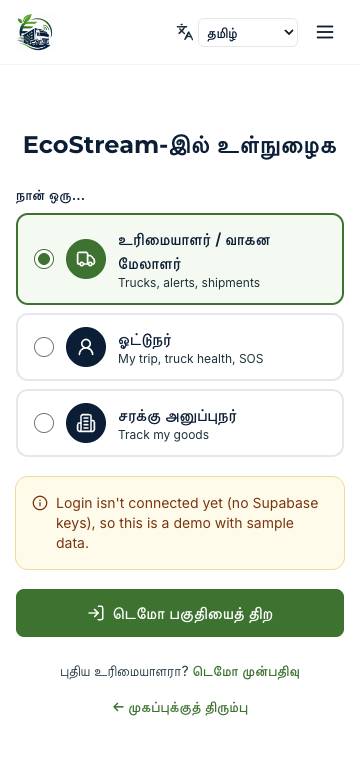 தமிழ்
EcoStream-இல் உள்நுழைக
நான் ஒரு...
உரிமையாளர் / வாகன
மேலாளர்
Trucks, alerts, shipments
ஓட்டுநர்
My trip, truck health, SOS
சரக்கு அனுப்புநர்
Track my goods
Login isn't connected yet (no Supabase
keys), so this is a demo with sample
data.
டெமோ பகுதியைத் திற
புதிய உரிமையாளரா? டெமோ முன்பதிவு
← முகப்புக்குத் திரும்பு